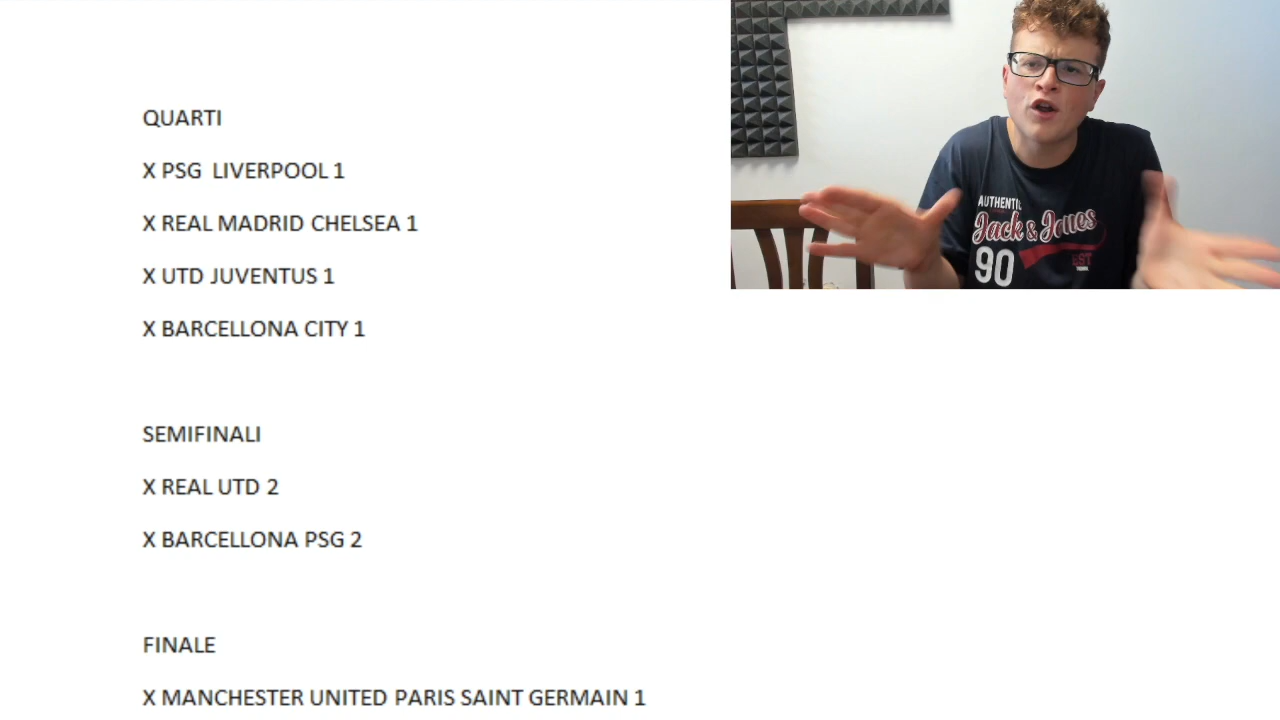 QUARTI
X PSG LIVERPOOL 1
X REAL MADRID CHELSEA 1
X UTD JUVENTUS 1
X BARCELLONA CITY 1
SEMIFINALI
X REAL UTD 2
X BARCELLONA PSG 2
FINALE
X MANCHESTER UNITED PARIS SAINT GERMAIN 1
AUTHENTIC
Jack & Jones
90
EST